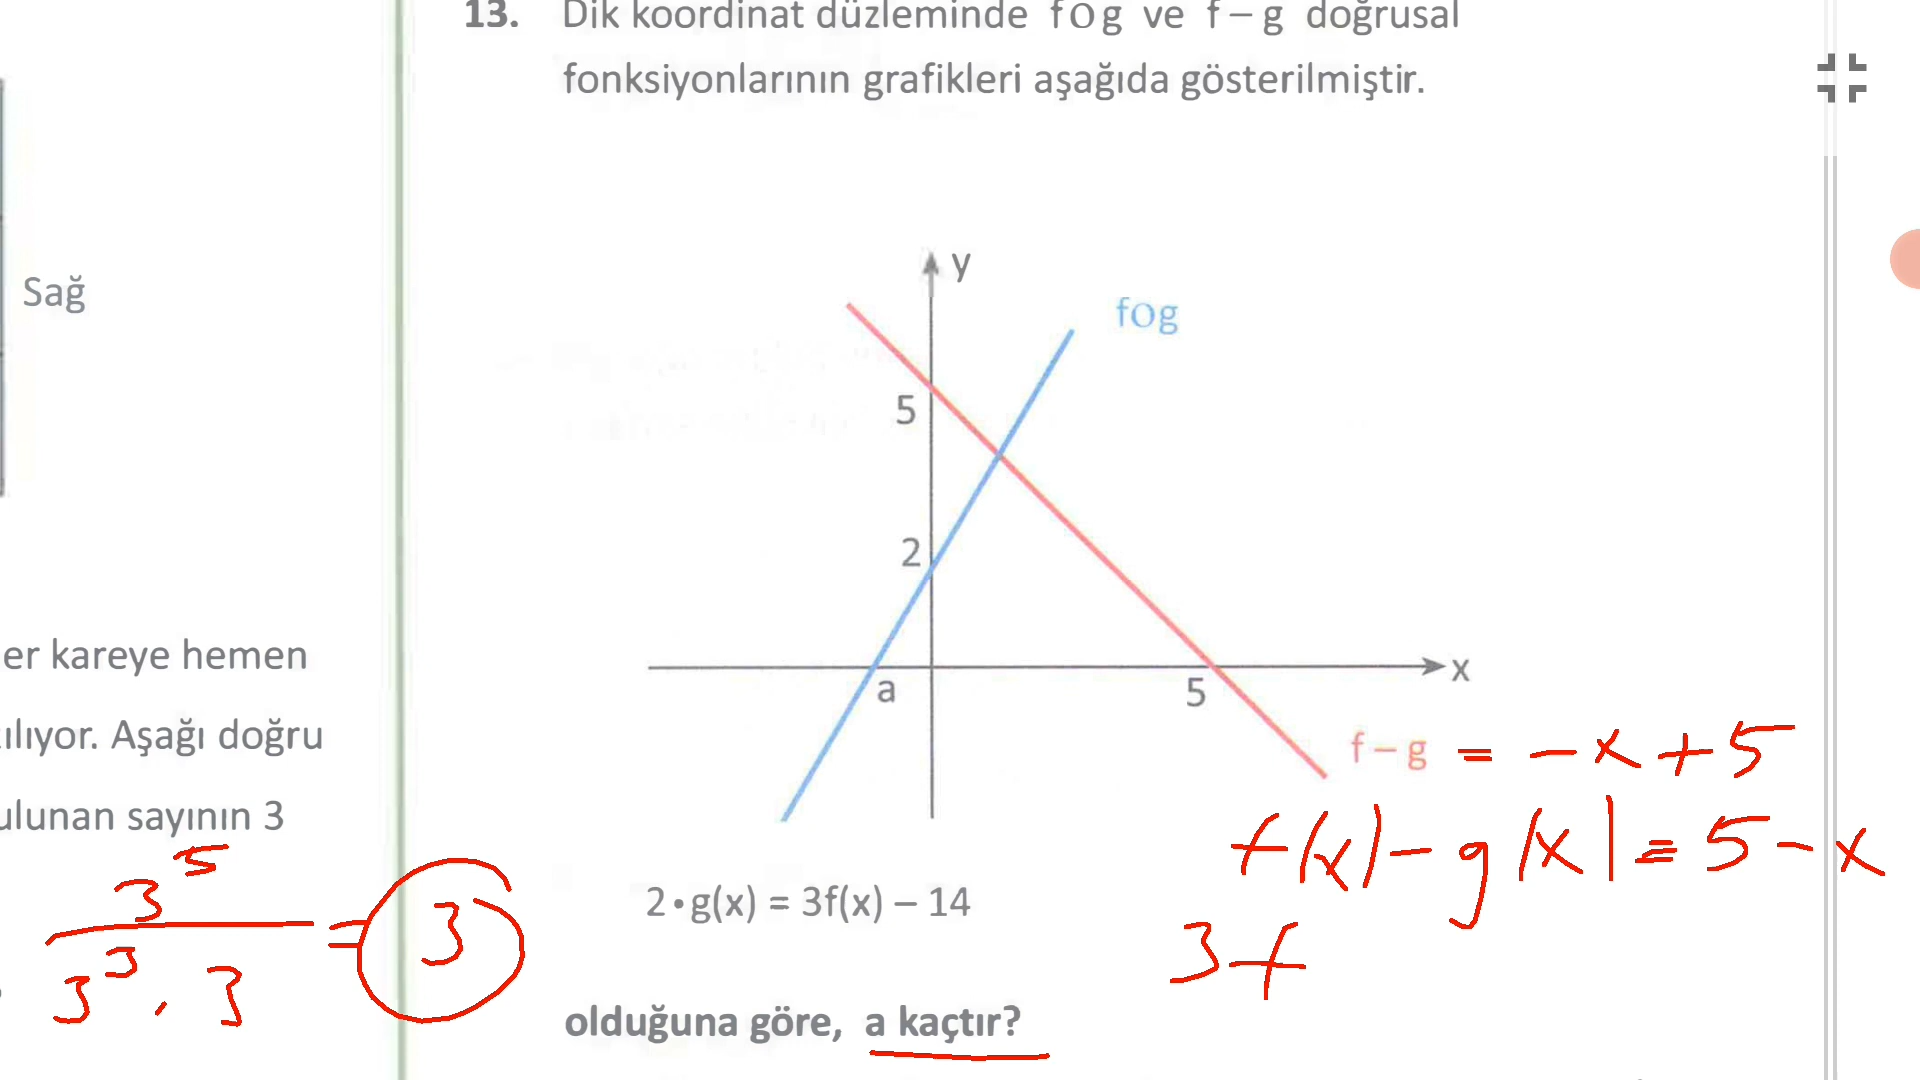 13. Dik koordinat düzleminde fog ve f – g doğrusal
fonksiyonlarının grafikleri aşağıda gösterilmiştir.
Sağ
y
fog
5
2
x
a
5
f – g = -x+5
f(x)-g(x)=5-x
3f
er kareye hemen
ılıyor. Aşağı doğru
ulunan sayının 3
3^5
3^3 . 3
= 3
2•g(x) = 3f(x) – 14
olduğuna göre, a kaçtır?